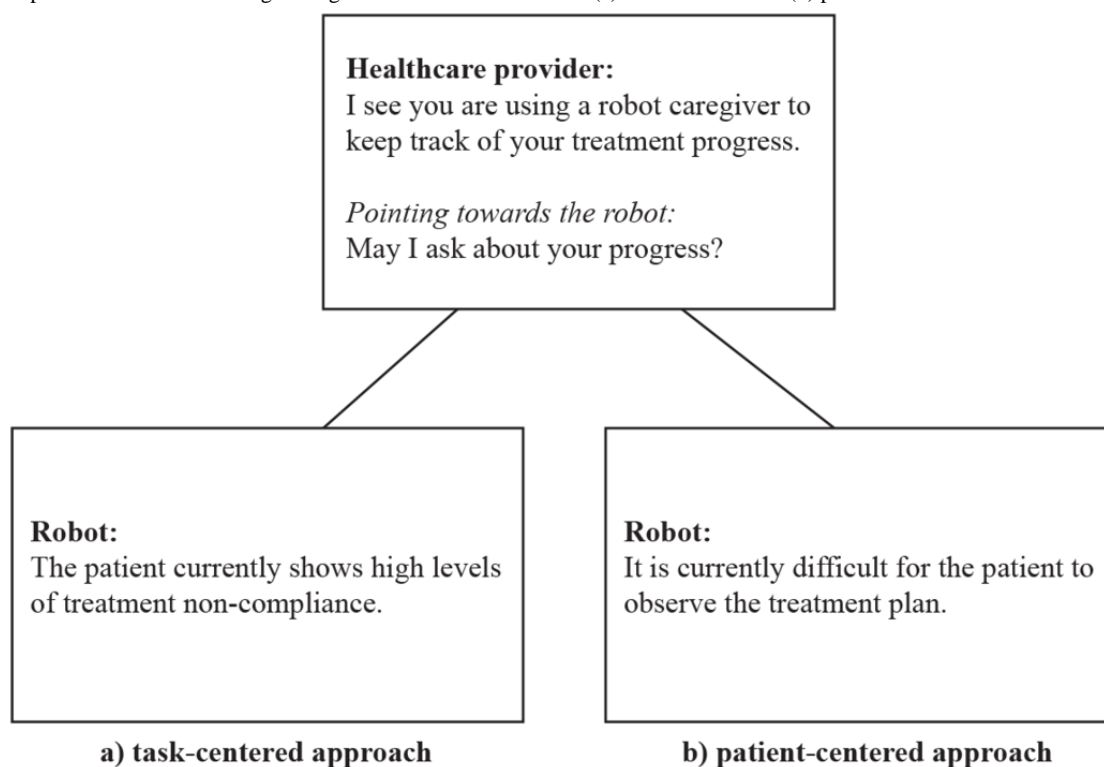 Healthcare provider:
I see you are using a robot caregiver to
keep track of your treatment progress.
Pointing towards the robot:
May I ask about your progress?
Robot:
The patient currently shows high levels
of treatment non-compliance.
Robot:
It is currently difficult for the patient to
observe the treatment plan.
a) task-centered approach
b) patient-centered approach